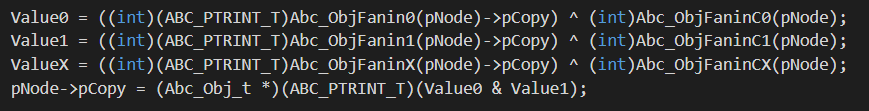 Value0 = ((int)(ABC_PTRINT_T)Abc_ObjFanin0(pNode)->pCopy) ^ (int)Abc_ObjFaninC0(pNode);
Value1 = ((int)(ABC_PTRINT_T)Abc_ObjFanin1(pNode)->pCopy) ^ (int)Abc_ObjFaninC1(pNode);
ValueX = ((int)(ABC_PTRINT_T)Abc_ObjFaninX(pNode)->pCopy) ^ (int)Abc_ObjFaninCX(pNode);
pNode->pCopy = (Abc_Obj_t *)(ABC_PTRINT_T)(Value0 & Value1);